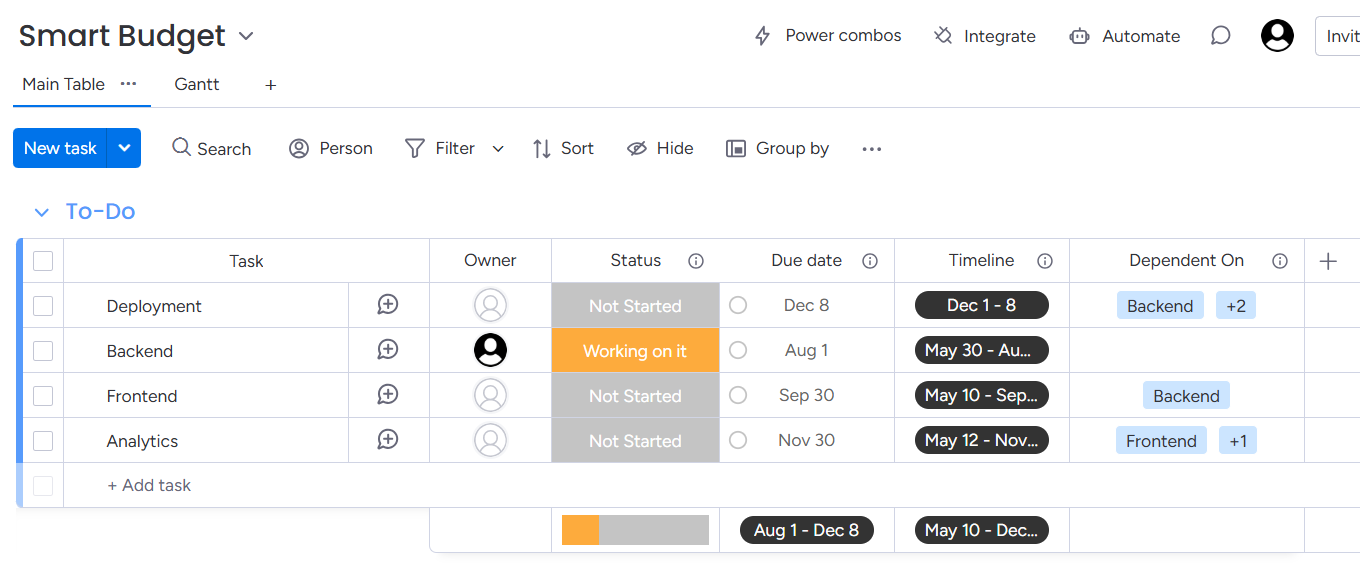 Smart Budget
Power combos Integrate Automate Invit
Main Table Gantt +
New task Search Person Filter Sort Hide Group by
To-Do
Task Owner Status Due date Timeline Dependent On +
Deployment Not Started Dec 8 Dec 1 - 8 Backend +2
Backend Working on it Aug 1 May 30 - Au...
Frontend Not Started Sep 30 May 10 - Sep... Backend
Analytics Not Started Nov 30 May 12 - Nov... Frontend +1
+ Add task
Aug 1 - Dec 8 May 10 - Dec...